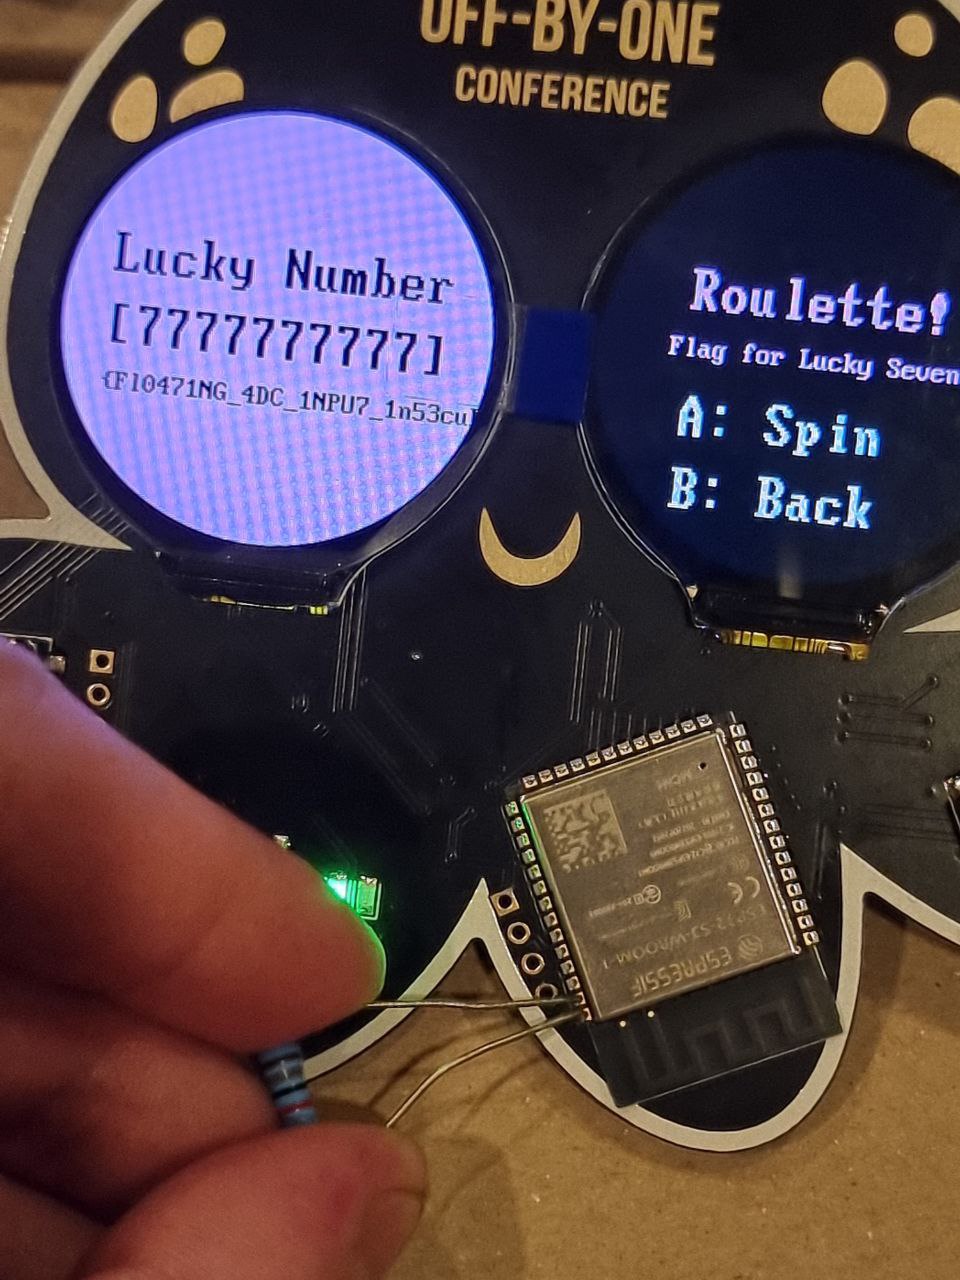 OFF-BY-ONE
CONFERENCE
Lucky Number
[7777777777]
{Fl0471NG_4DC_1NPU7_1n53cu
Roulette!
Flag for Lucky Seven
A: Spin
B: Back
ESP32-S3-WROOM-1
ESPRESSIF